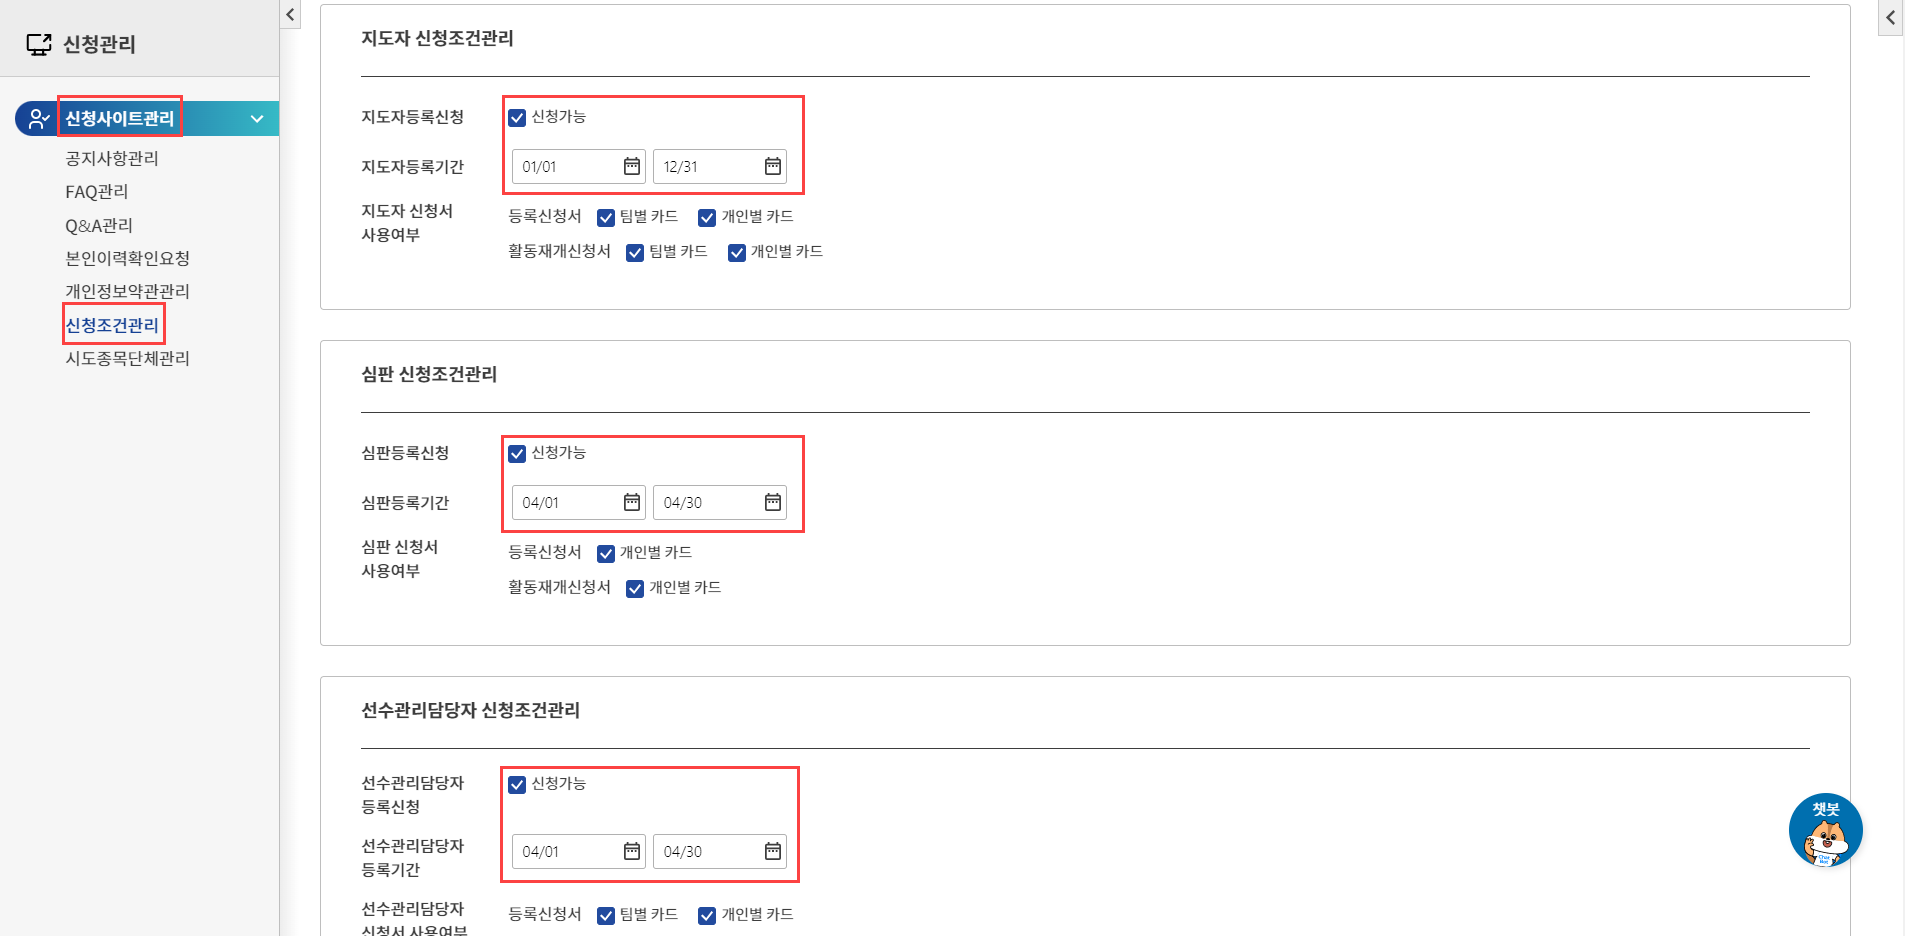 신청관리
신청사이트관리
공지사항관리
FAQ관리
Q&A관리
본인이력확인요청
개인정보약관관리
신청조건관리
시도종목단체관리
지도자 신청조건관리
지도자등록신청
신청가능
지도자등록기간
01/01
12/31
지도자 신청서
사용여부
등록신청서 팀별 카드 개인별 카드
활동재개신청서 팀별 카드 개인별 카드
심판 신청조건관리
심판등록신청
신청가능
심판등록기간
04/01
04/30
심판 신청서
사용여부
등록신청서 개인별 카드
활동재개신청서 개인별 카드
선수관리담당자 신청조건관리
선수관리담당자
등록신청
신청가능
선수관리담당자
등록기간
04/01
04/30
선수관리담당자
신청서 사용여부
등록신청서 팀별 카드 개인별 카드
챗봇
Chat
Bot